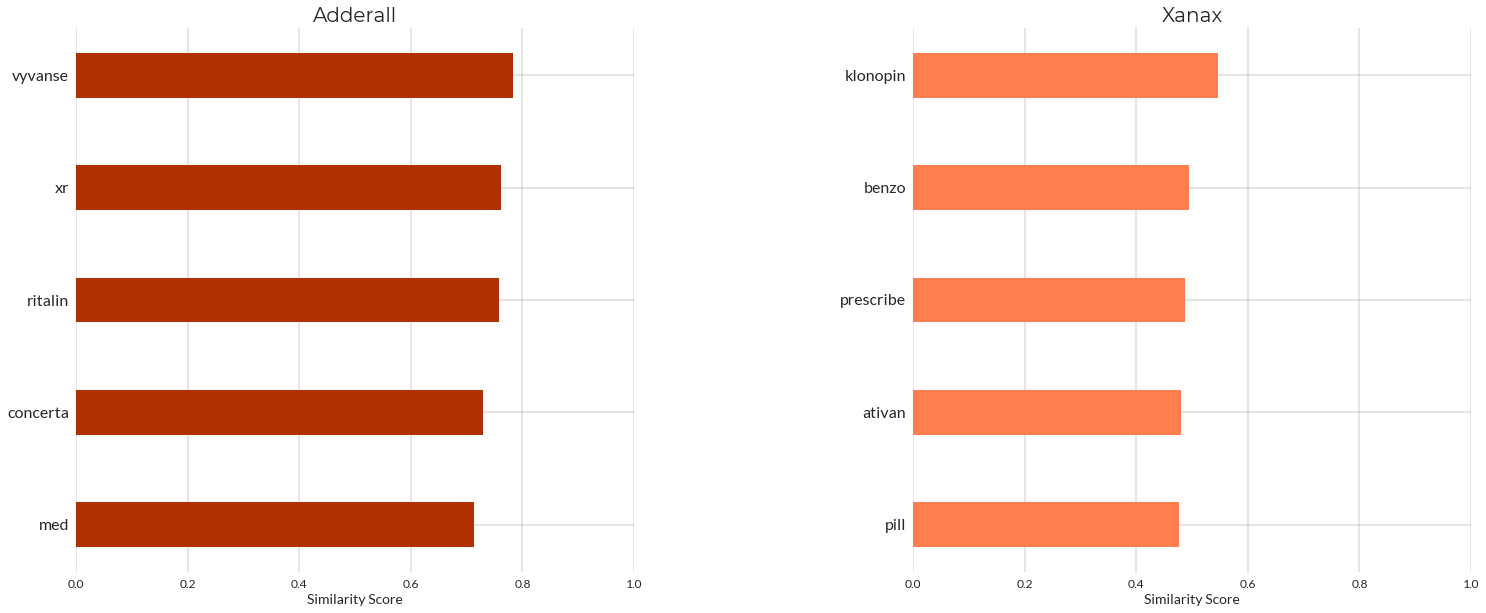 Adderall
vyvanse
xr
ritalin
concerta
med
0.0 0.2 0.4 0.6 0.8 1.0
Similarity Score
Xanax
klonopin
benzo
prescribe
ativan
pill
0.0 0.2 0.4 0.6 0.8 1.0
Similarity Score